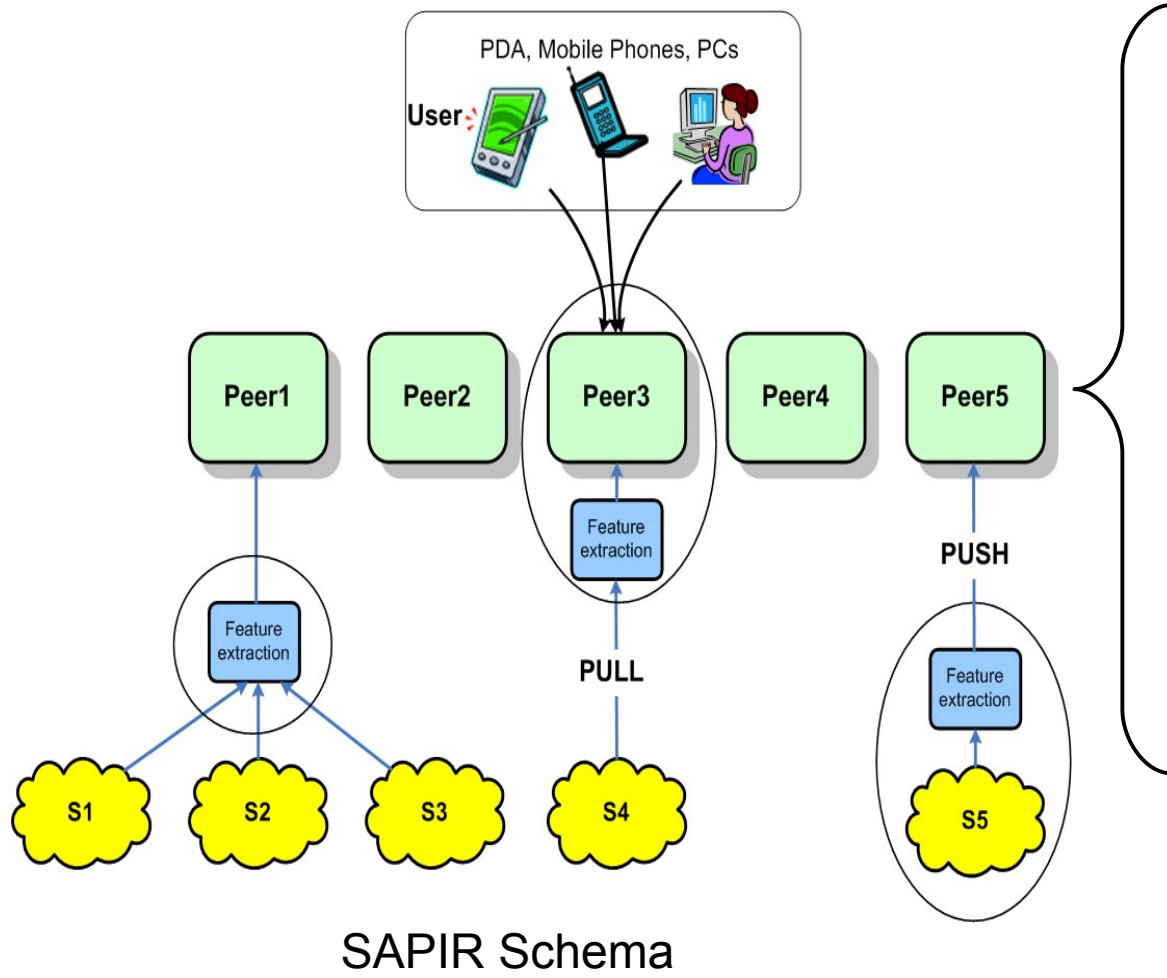 PDA, Mobile Phones, PCs
User
Peer1
Peer2
Peer3
Peer4
Peer5
Feature
extraction
PUSH
Feature
extraction
PULL
Feature
extraction
S1
S2
S3
S4
S5
SAPIR Schema